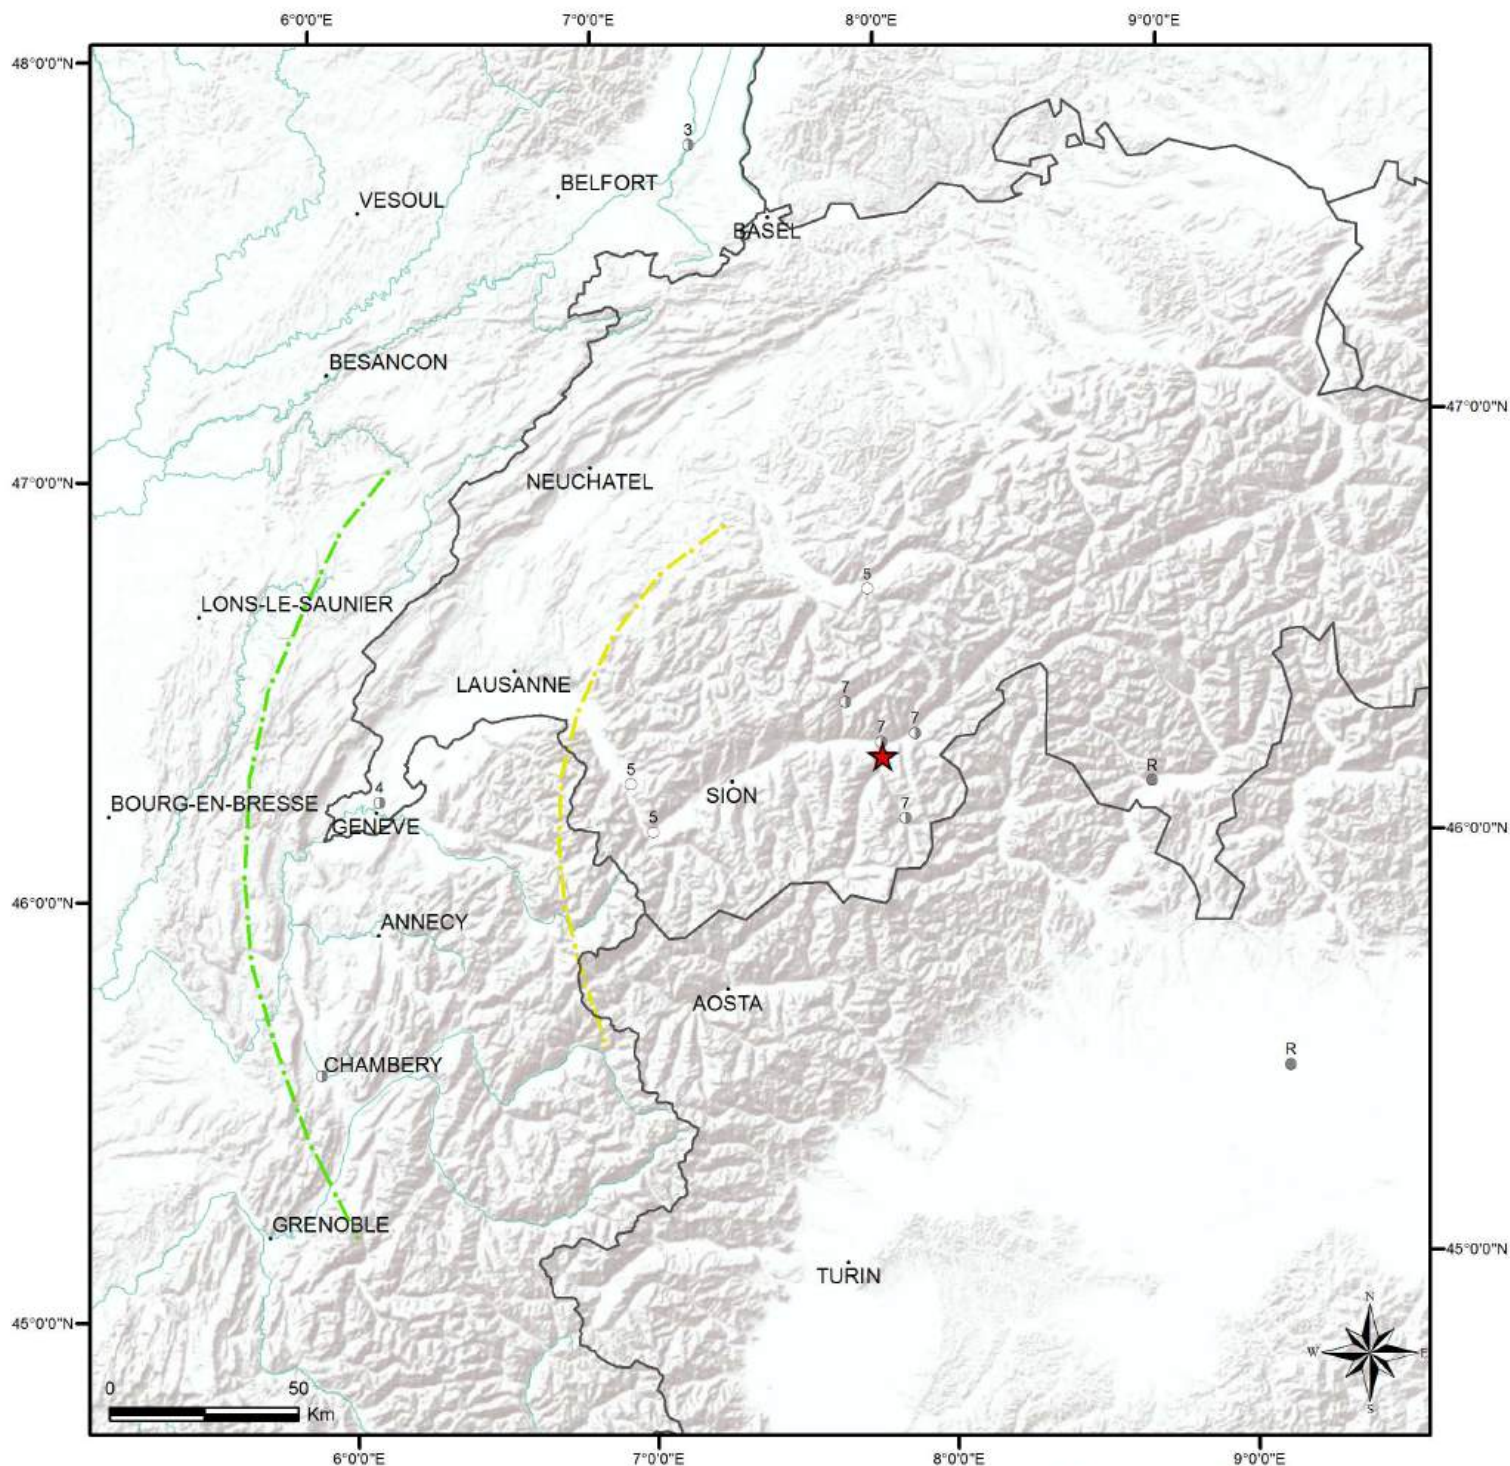 6°0'0"E 7°0'0"E 8°0'0"E 9°0'0"E
48°0'0"N
3
BELFORT
VESOUL
BASEL
BESANCON
47°0'0"N
NEUCHATEL
47°0'0"N
5
LONS-LE-SAUNIER
LAUSANNE
7
7
7
R
5
4
SION
BOURG-EN-BRESSE
7
GENEVE
5
46°0'0"N
46°0'0"N
ANNECY
AOSTA
R
CHAMBERY
GRENOBLE
45°0'0"N
TURIN
N
45°0'0"N
W E
0 50
Km
S
6°0'0"E 7°0'0"E 8°0'0"E 9°0'0"E